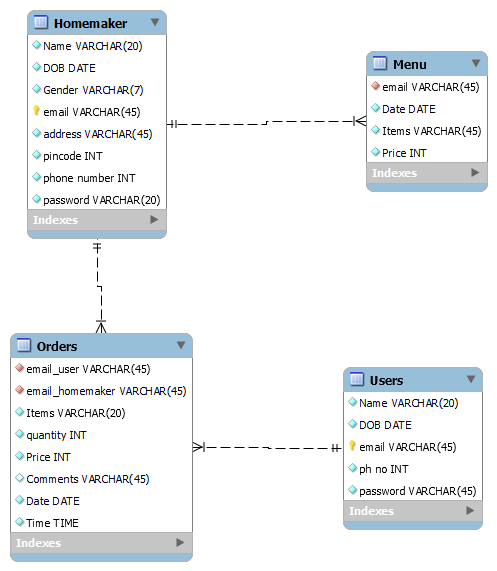 Homemaker
Name VARCHAR(20)
DOB DATE
Gender VARCHAR(7)
email VARCHAR(45)
address VARCHAR(45)
pincode INT
phone number INT
password VARCHAR(20)
Indexes
Menu
email VARCHAR(45)
Date DATE
Items VARCHAR(45)
Price INT
Indexes
Orders
email_user VARCHAR(45)
email_homemaker VARCHAR(45)
Items VARCHAR(20)
quantity INT
Price INT
Comments VARCHAR(45)
Date DATE
Time TIME
Indexes
Users
Name VARCHAR(20)
DOB DATE
email VARCHAR(45)
ph no INT
password VARCHAR(45)
Indexes